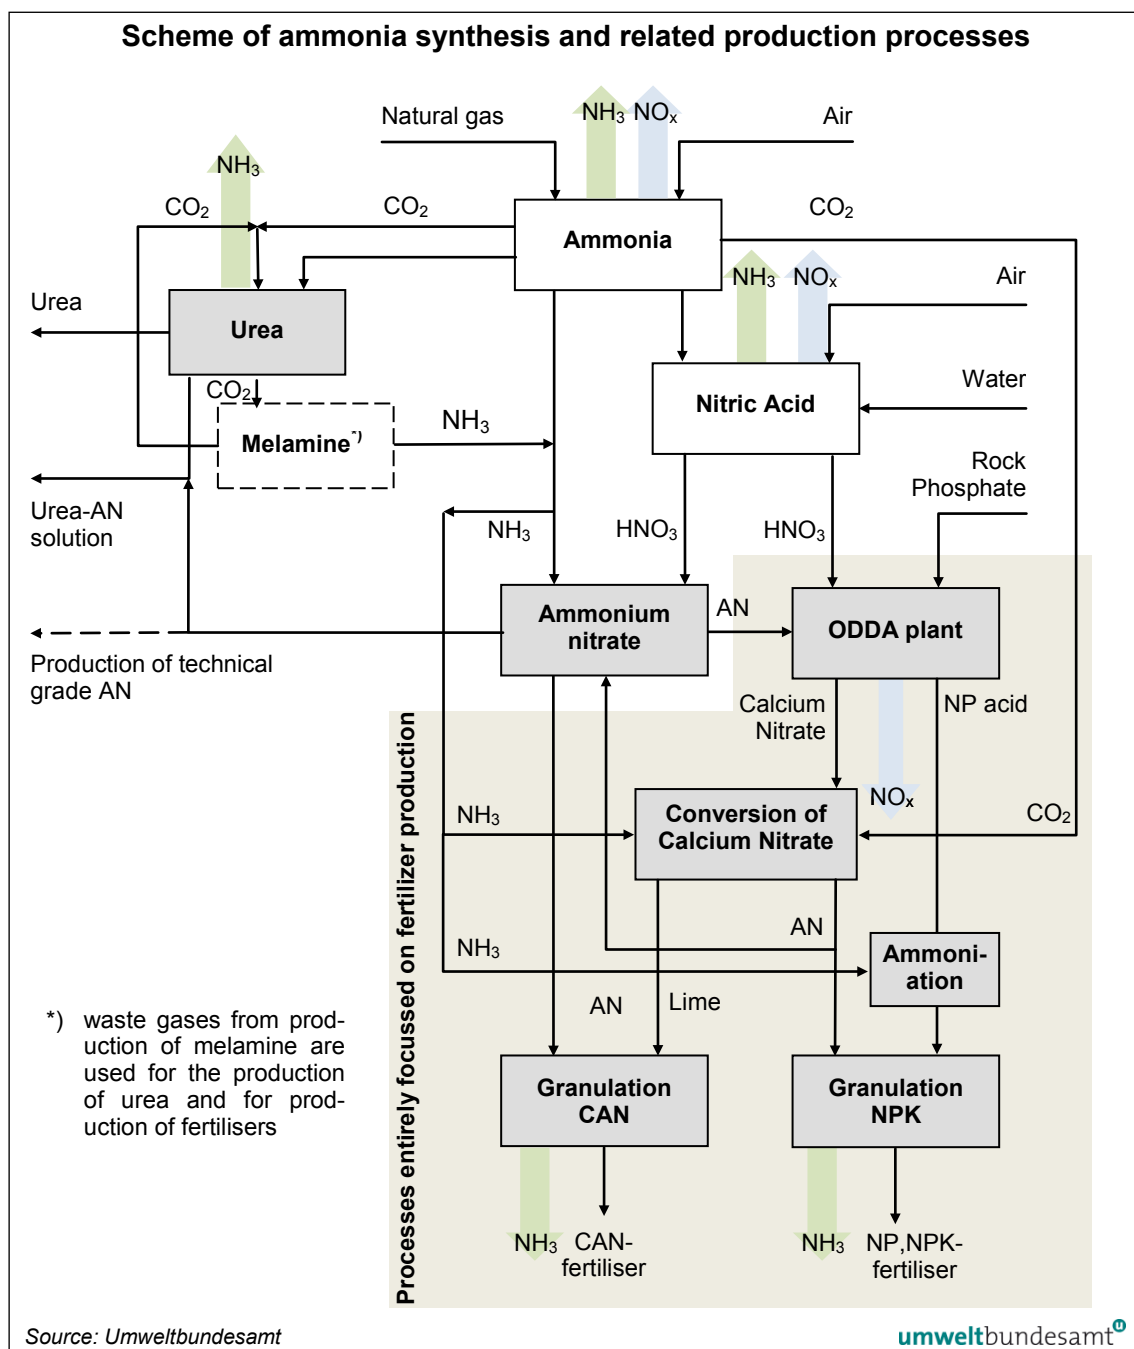 Scheme of ammonia synthesis and related production processes
Natural gas
NH₃
NOₓ
Air
NH₃
CO₂
CO₂
CO₂
Ammonia
NH₃
NOₓ
Air
Urea
Urea
CO₂
Water
Nitric Acid
NH₃
Melamine*)
Rock
Phosphate
Urea-AN
solution
NH₃
HNO₃
HNO₃
AN
Ammonium
nitrate
ODDA plant
Production of technical
grade AN
Calcium
Nitrate
NP acid
NOₓ
Conversion of
Calcium Nitrate
NH₃
CO₂
AN
NH₃
Ammoni-
ation
AN
Lime
*) waste gases from prod-
uction of melamine are
used for the production
of urea and for prod-
uction of fertilisers
Granulation
CAN
Granulation
NPK
Processes entirely focussed on fertilizer production
NH₃
CAN-
fertiliser
NH₃
NP,NPK-
fertiliser
Source: Umweltbundesamt
umweltbundesamt
u